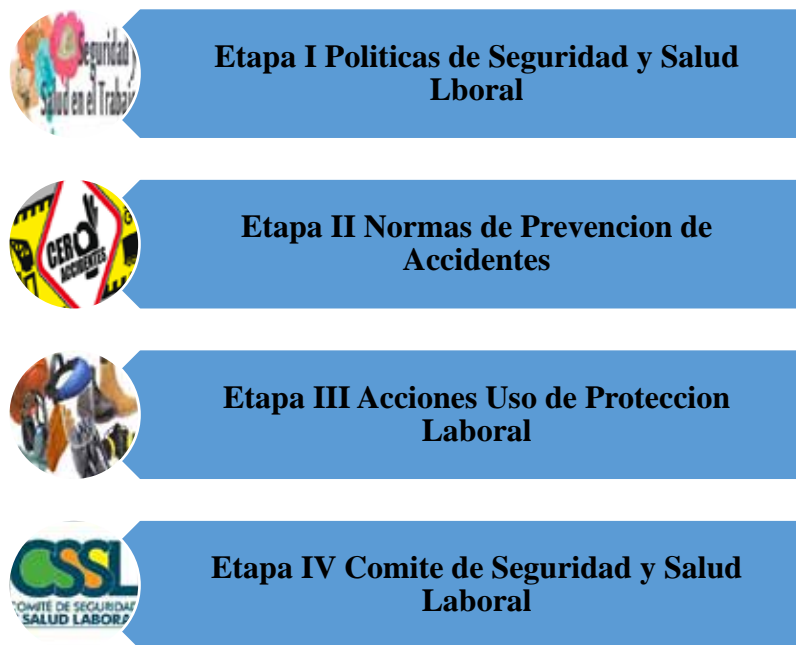 Seguridad y
Salud en el Trabajo
Etapa I Politicas de Seguridad y Salud
Lboral
CERO
ACCIDENTES
Etapa II Normas de Prevencion de
Accidentes
Etapa III Acciones Uso de Proteccion
Laboral
CSSL
COMITÉ DE SEGURIDAD
SALUD LABORAL
Etapa IV Comite de Seguridad y Salud
Laboral